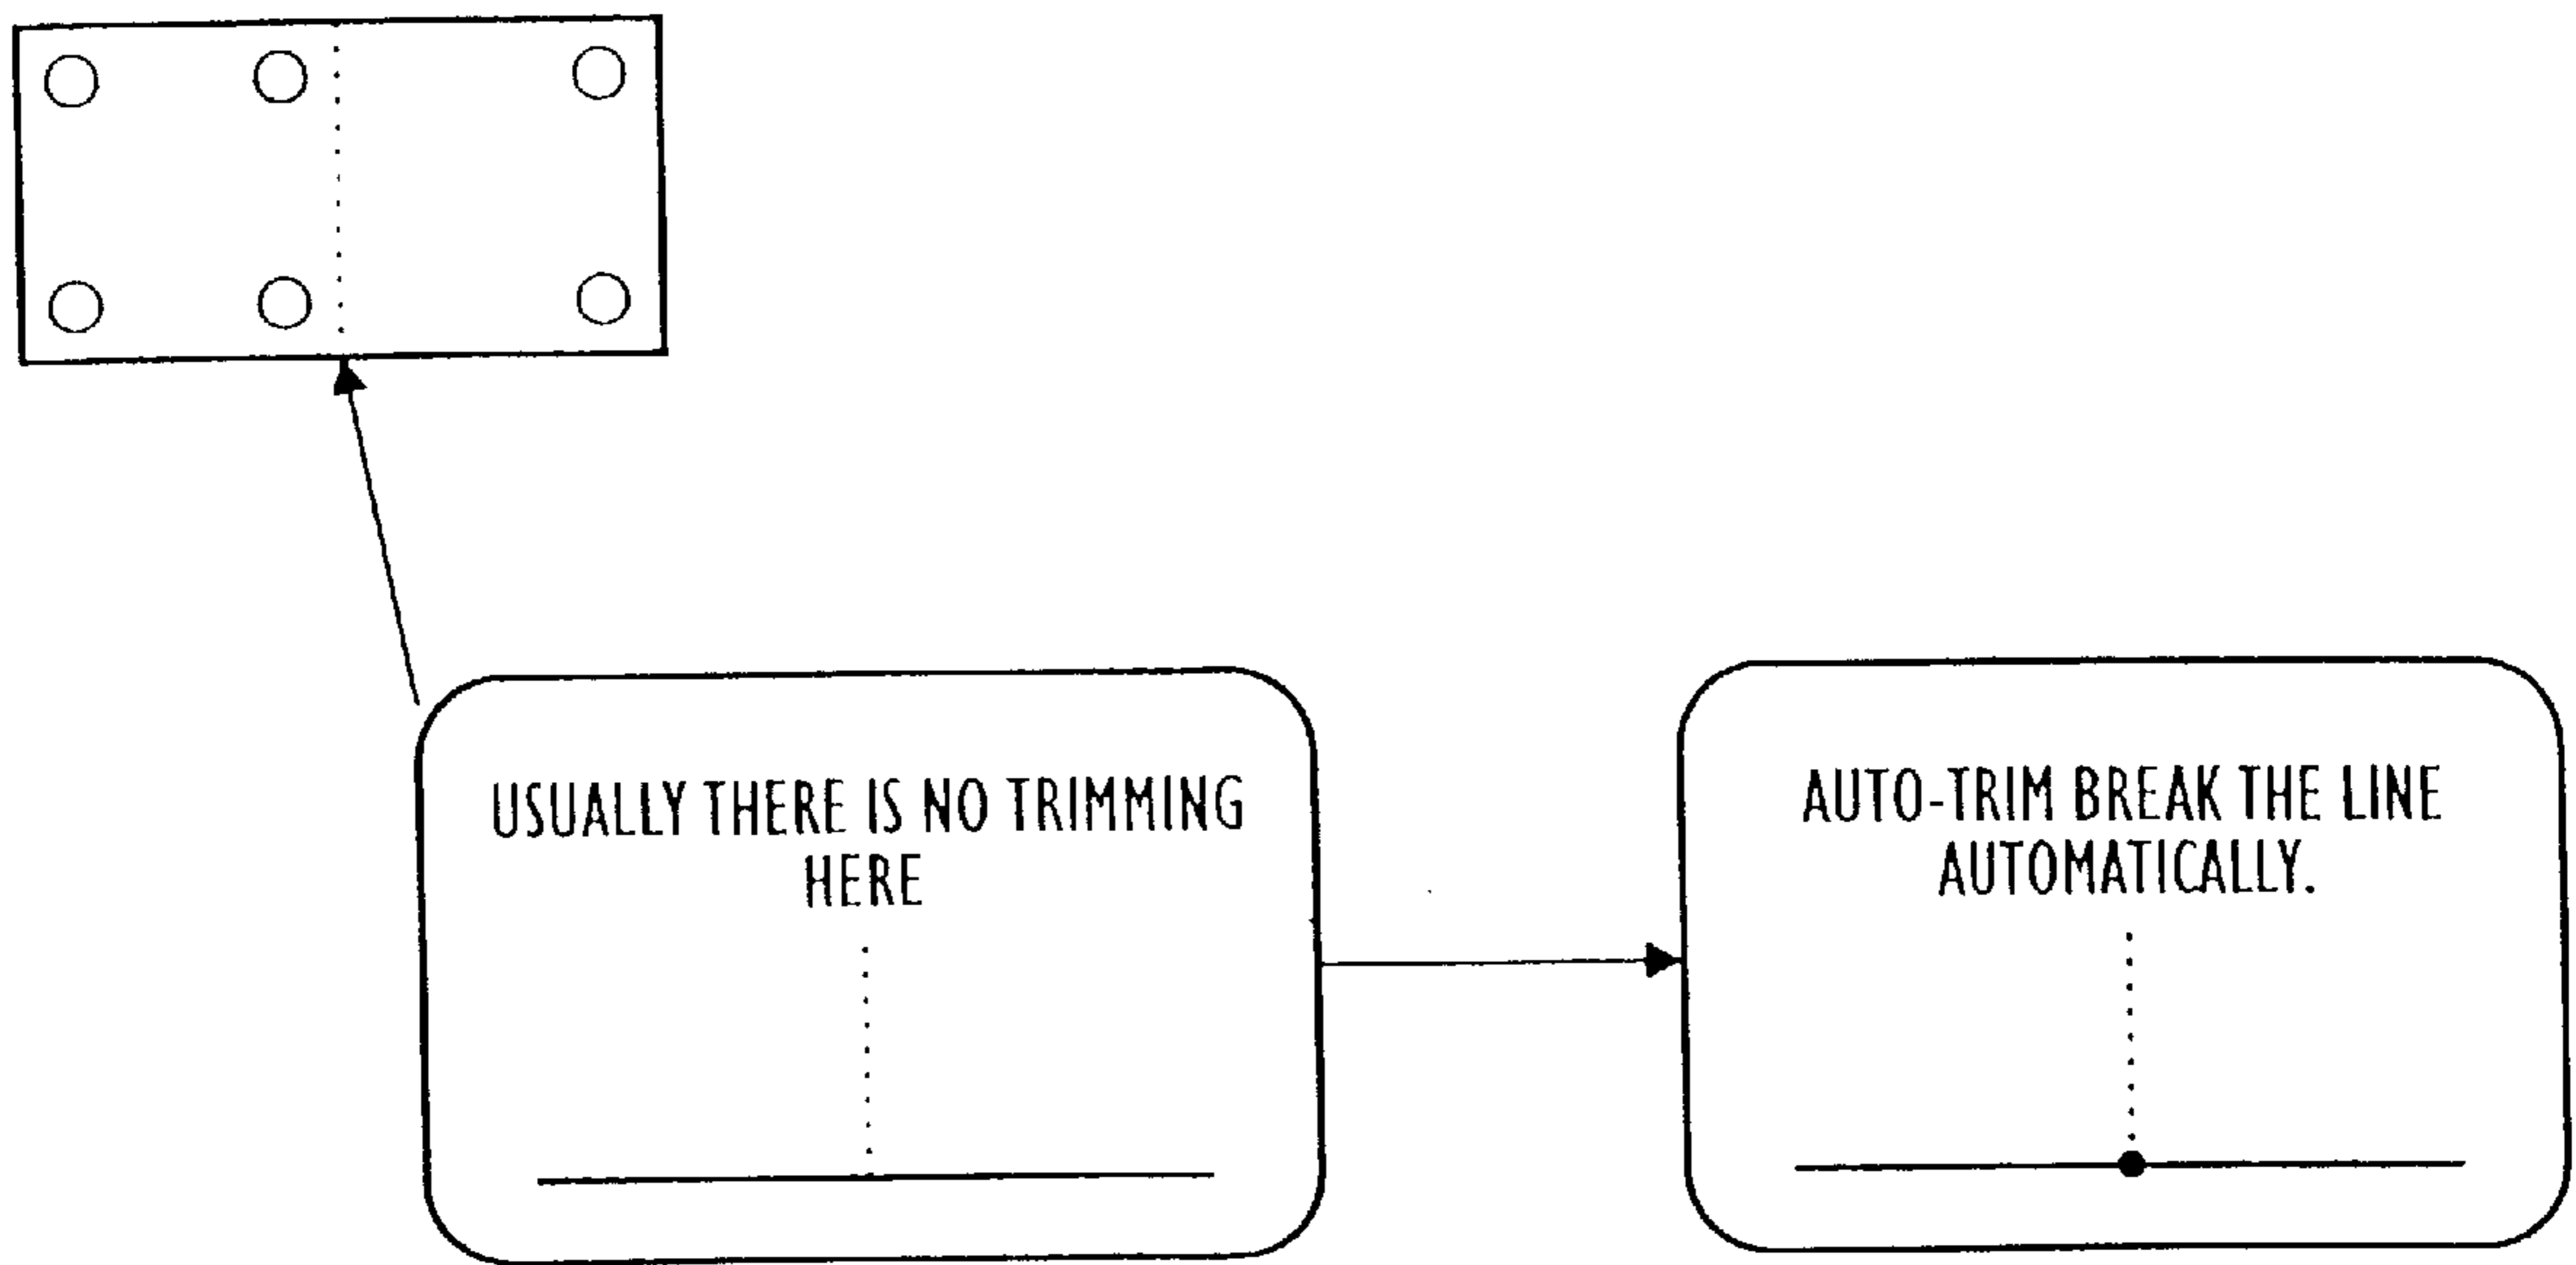 USUALLY THERE IS NO TRIMMING
HERE
AUTO-TRIM BREAK THE LINE
AUTOMATICALLY.